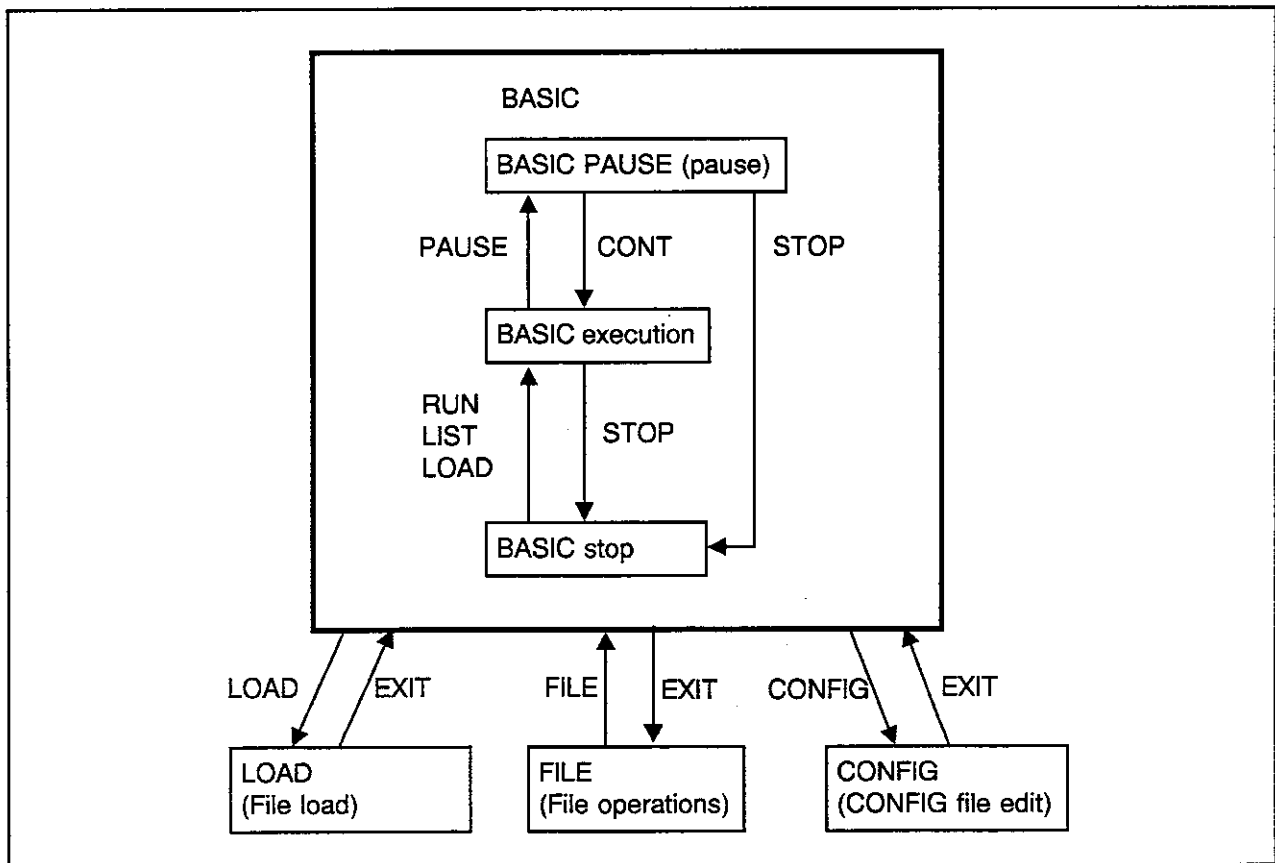 BASIC
BASIC PAUSE (pause)
PAUSE
CONT
STOP
BASIC execution
RUN
LIST
LOAD
STOP
BASIC stop
LOAD
EXIT
FILE
EXIT
CONFIG
EXIT
LOAD
(File load)
FILE
(File operations)
CONFIG
(CONFIG file edit)